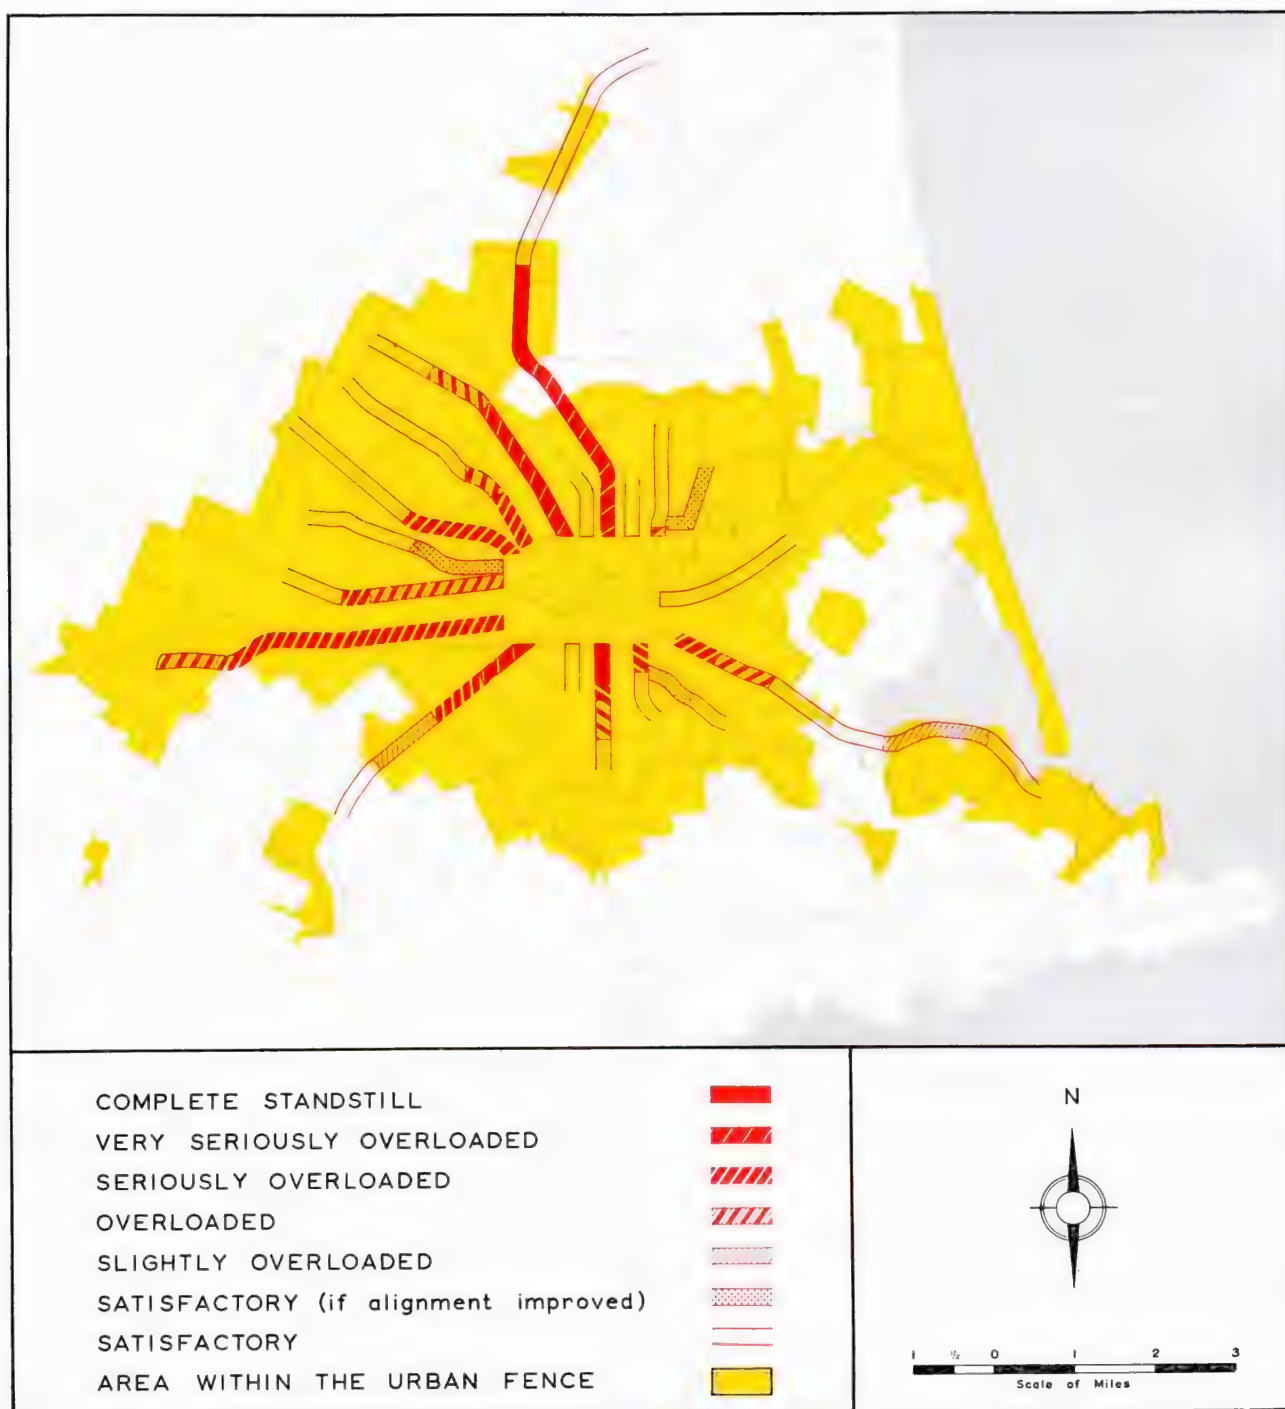 COMPLETE STANDSTILL
VERY SERIOUSLY OVERLOADED
SERIOUSLY OVERLOADED
OVERLOADED
SLIGHTLY OVERLOADED
SATISFACTORY (if alignment improved)
SATISFACTORY
AREA WITHIN THE URBAN FENCE
N
1 ½ 0 1 2 3
Scale of Miles